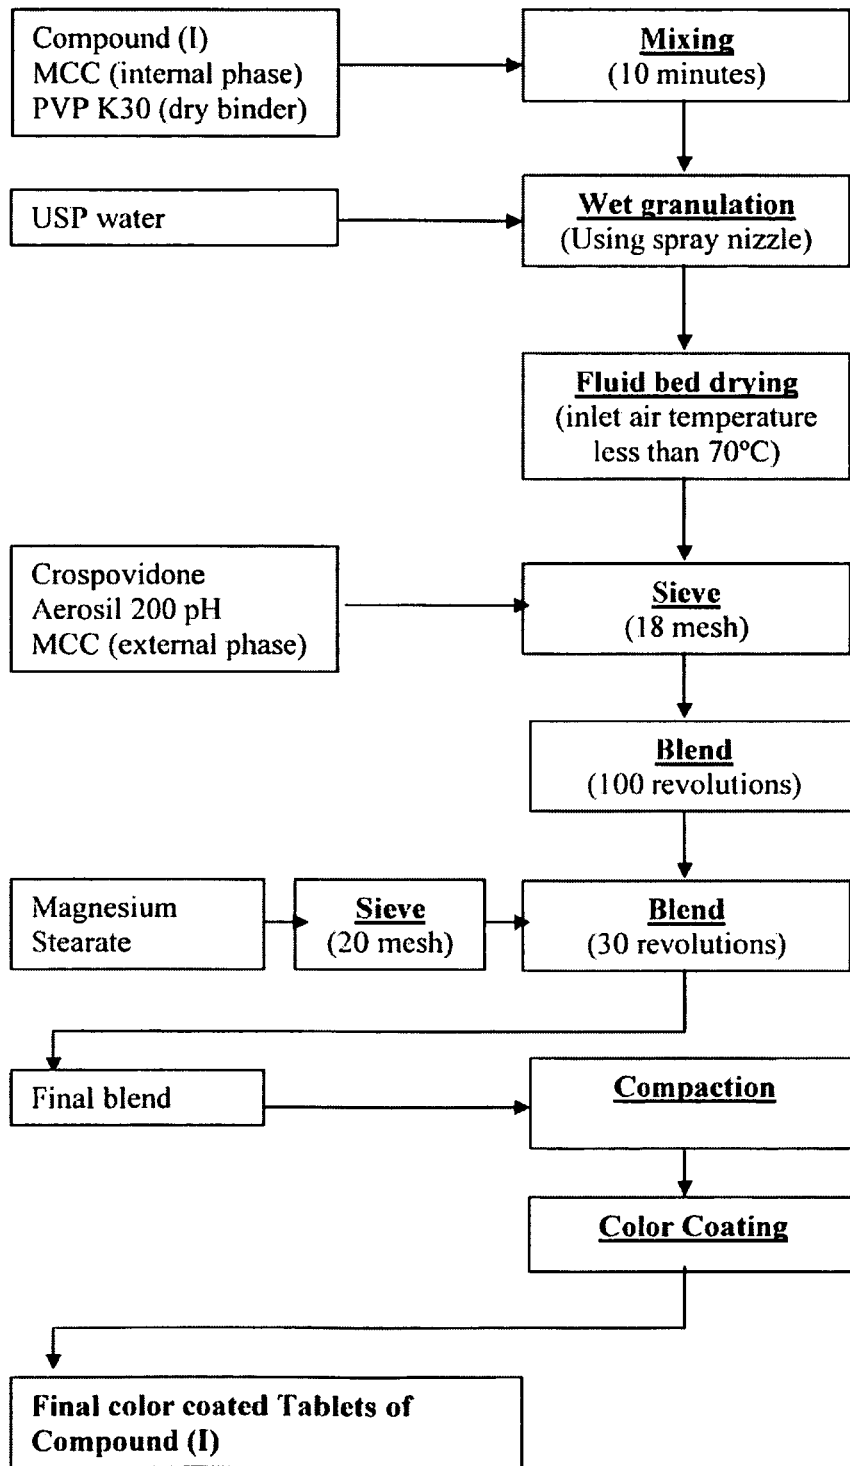 Compound (I)
MCC (internal phase)
PVP K30 (dry binder)
Mixing
(10 minutes)
USP water
Wet granulation
(Using spray nizzle)
Fluid bed drying
(inlet air temperature
less than 70ºC)
Crospovidone
Aerosil 200 pH
MCC (external phase)
Sieve
(18 mesh)
Blend
(100 revolutions)
Magnesium
Stearate
Sieve
(20 mesh)
Blend
(30 revolutions)
Final blend
Compaction
Color Coating
Final color coated Tablets of
Compound (I)